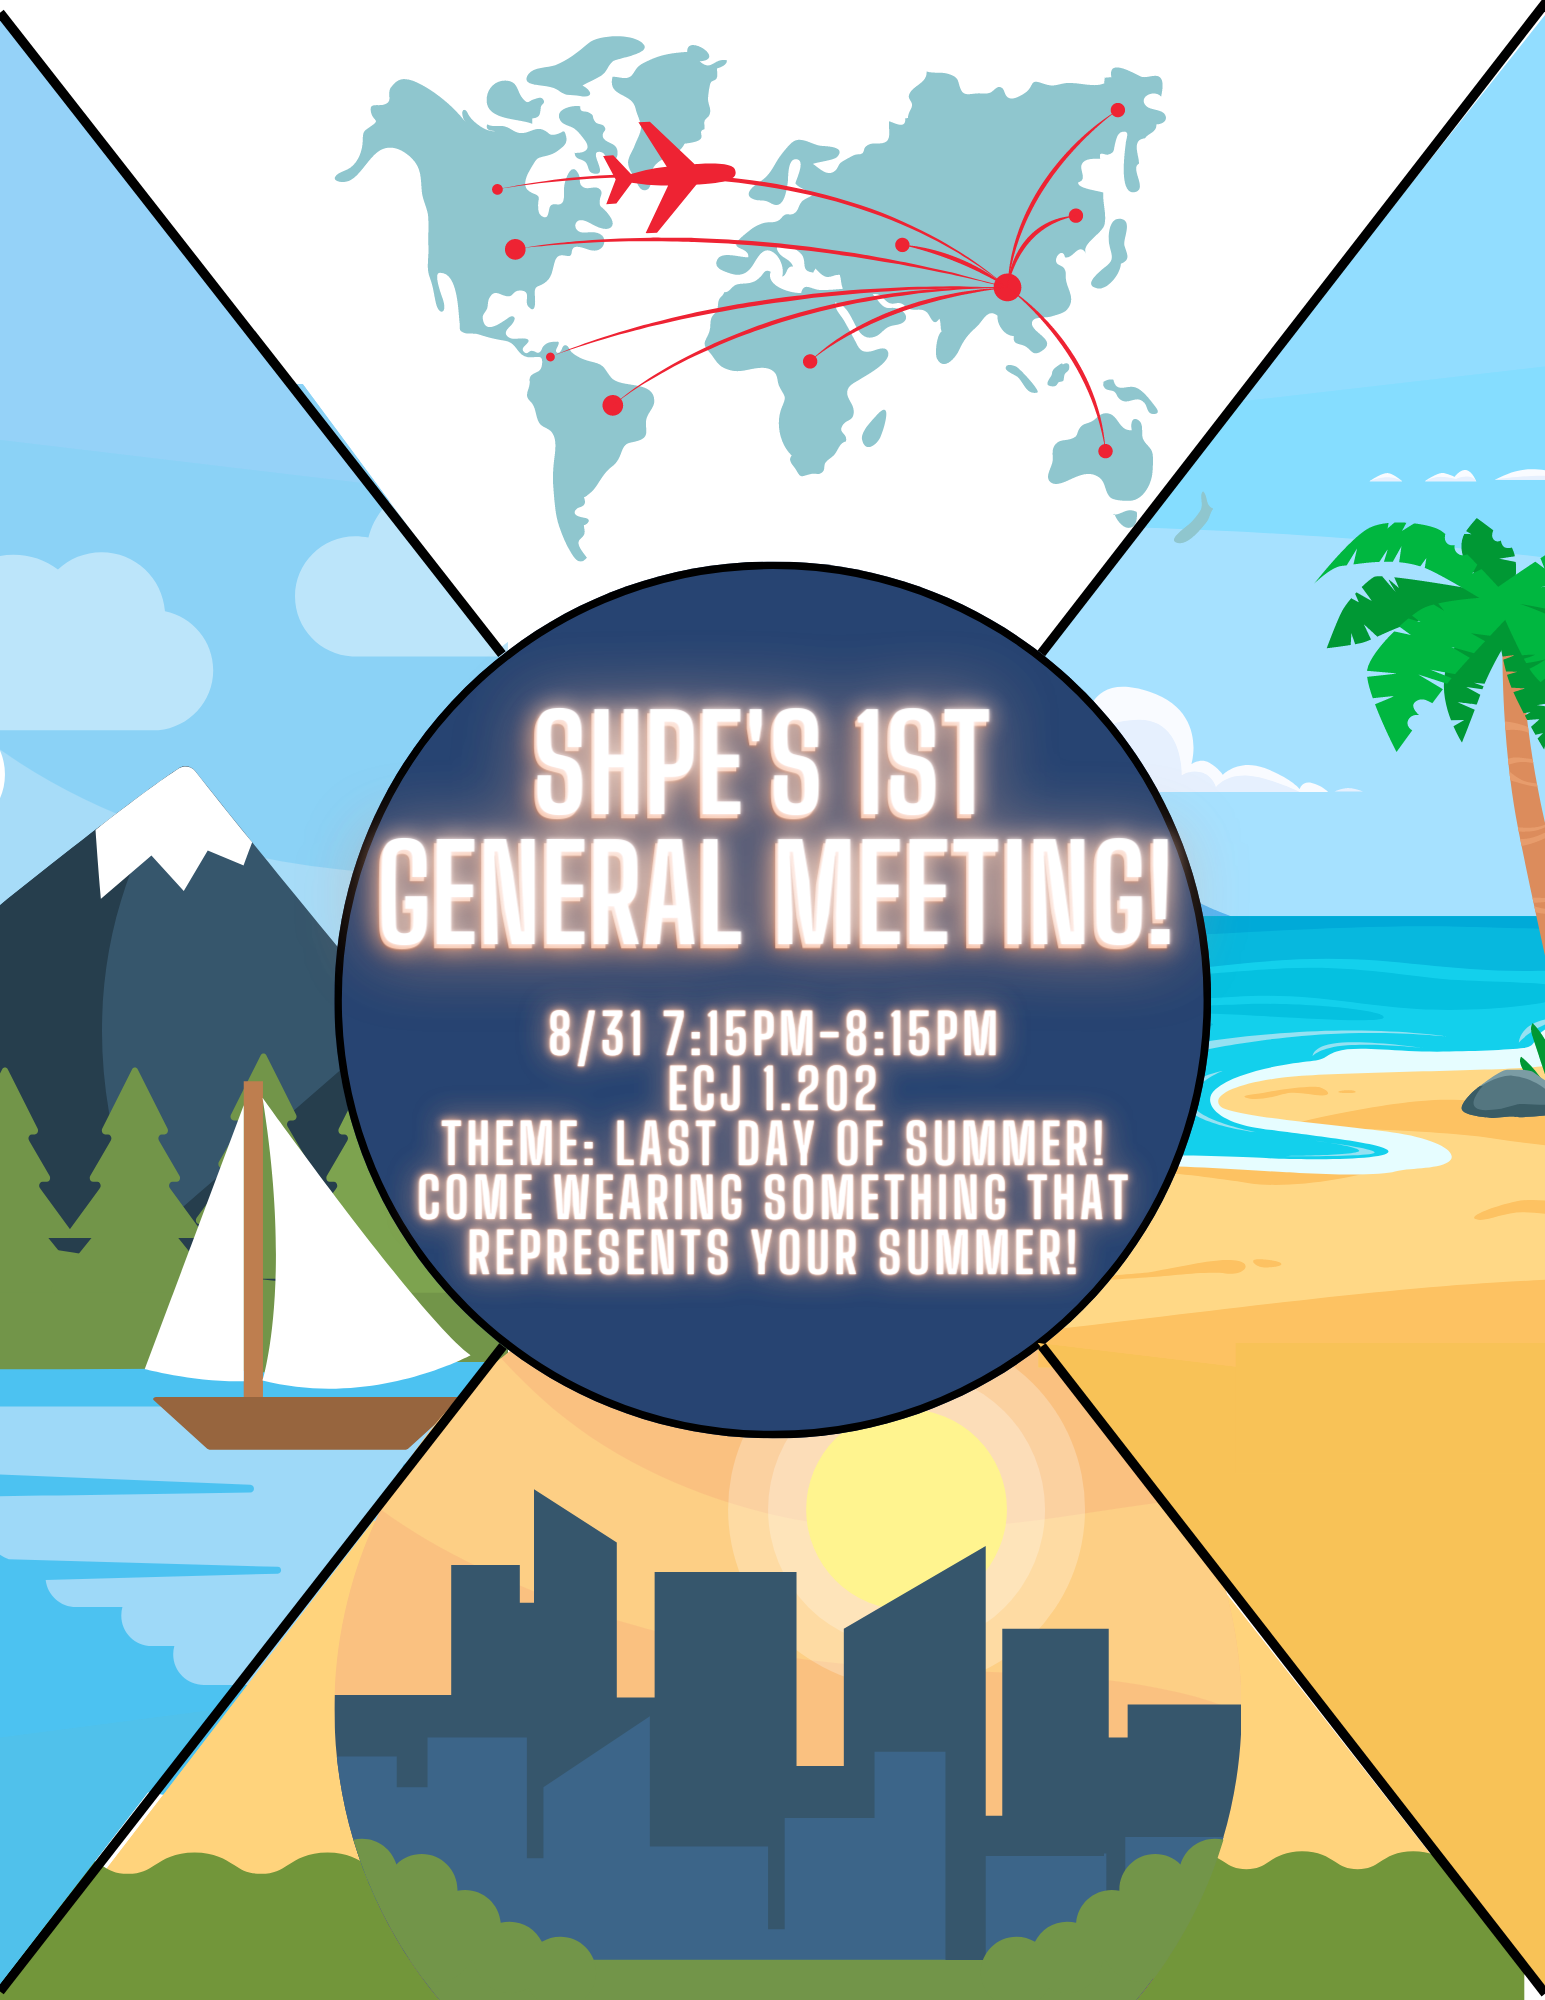 SHPE'S 1ST
GENERAL MEETING!
8/31 7:15PM-8:15PM
ECJ 1.202
THEME: LAST DAY OF SUMMER!
COME WEARING SOMETHING THAT
REPRESENTS YOUR SUMMER!